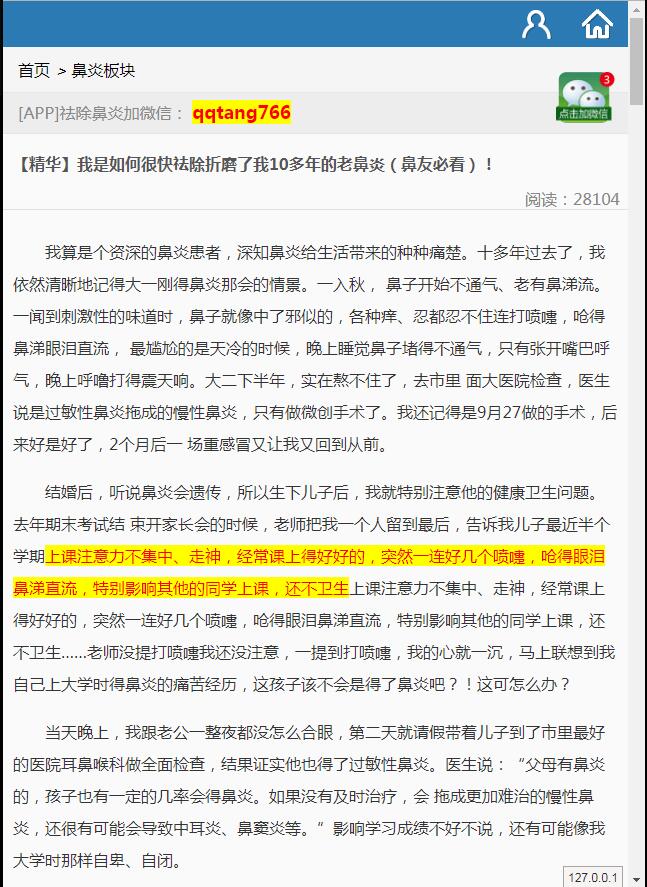 首页 > 鼻炎板块
3
点击加微信
[APP]祛除鼻炎加微信： qqtang766
【精华】我是如何很快祛除折磨了我10多年的老鼻炎（鼻友必看）！
阅读：28104
我算是个资深的鼻炎患者，深知鼻炎给生活带来的种种痛楚。十多年过去了，我
依然清晰地记得大一刚得鼻炎那会的情景。一入秋， 鼻子开始不通气、老有鼻涕流。
一闻到刺激性的味道时，鼻子就像中了邪似的，各种痒、忍都忍不住连打喷嚏，呛得
鼻涕眼泪直流， 最尴尬的是天冷的时候，晚上睡觉鼻子堵得不通气，只有张开嘴巴呼
气，晚上呼噜打得震天响。大二下半年，实在熬不住了，去市里 面大医院检查，医生
说是过敏性鼻炎拖成的慢性鼻炎，只有做微创手术了。我还记得是9月27做的手术，后
来好是好了，2个月后一 场重感冒又让我又回到从前。
结婚后，听说鼻炎会遗传，所以生下儿子后，我就特别注意他的健康卫生问题。
去年期末考试结 束开家长会的时候，老师把我一个人留到最后，告诉我儿子最近半个
学期上课注意力不集中、走神，经常课上得好好的，突然一连好几个喷嚏，呛得眼泪
鼻涕直流，特别影响其他的同学上课，还不卫生上课注意力不集中、走神，经常课上
得好好的，突然一连好几个喷嚏，呛得眼泪鼻涕直流，特别影响其他的同学上课，还
不卫生……老师没提打喷嚏我还没注意，一提到打喷嚏，我的心就一沉，马上联想到我
自己上大学时得鼻炎的痛苦经历，这孩子该不会是得了鼻炎吧？！这可怎么办？
当天晚上，我跟老公一整夜都没怎么合眼，第二天就请假带着儿子到了市里最好
的医院耳鼻喉科做全面检查，结果证实他也得了过敏性鼻炎。医生说：“父母有鼻炎
的，孩子也有一定的几率会得鼻炎。如果没有及时治疗，会 拖成更加难治的慢性鼻
炎，还很有可能会导致中耳炎、鼻窦炎等。”影响学习成绩不好不说，还有可能像我
大学时那样自卑、自闭。
127.0.0.1